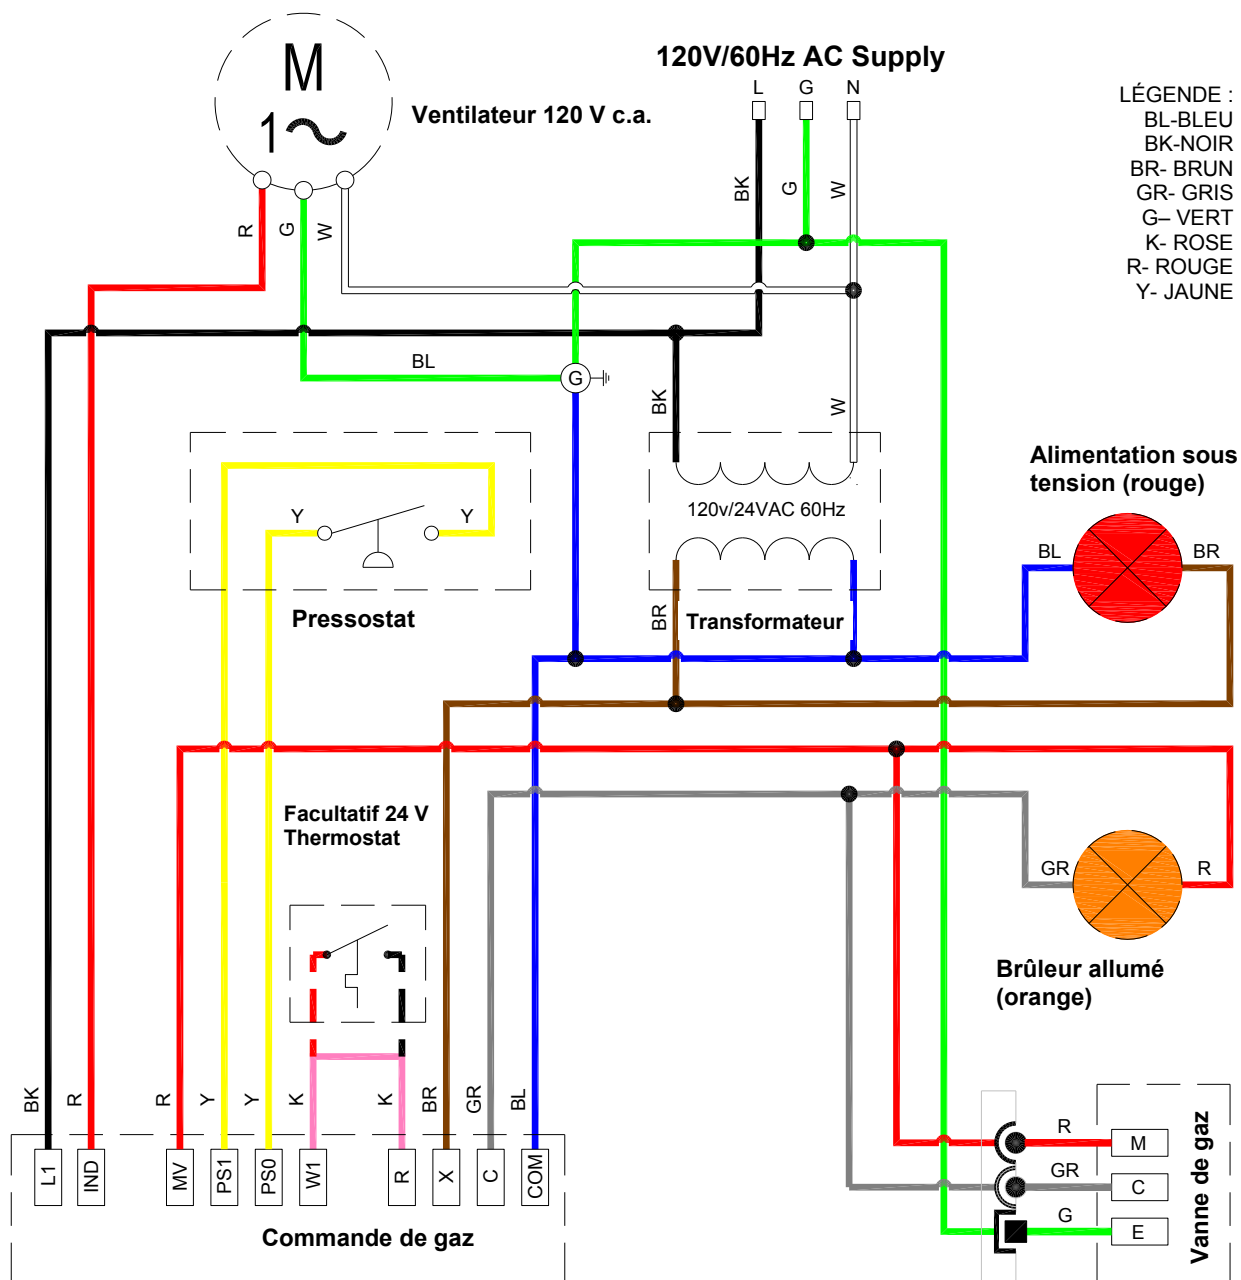 M
1
120V/60Hz AC Supply
L G N
Ventilateur 120 V c.a.
LÉGENDE :
BL-BLEU
BK-NOIR
BR- BRUN
GR- GRIS
G– VERT
K- ROSE
R- ROUGE
Y- JAUNE
R G W
BK G W
BL
G
BK W
120v/24VAC 60Hz
Y Y
Pressostat
BR
Transformateur
Alimentation sous
tension (rouge)
BL BR
Facultatif 24 V
Thermostat
GR R
Brûleur allumé
(orange)
BK R R Y Y K K BR GR BL
L1 IND MV PS1 PS0 W1 R X C COM
Commande de gaz
R M
GR C
G E
Vanne de gaz